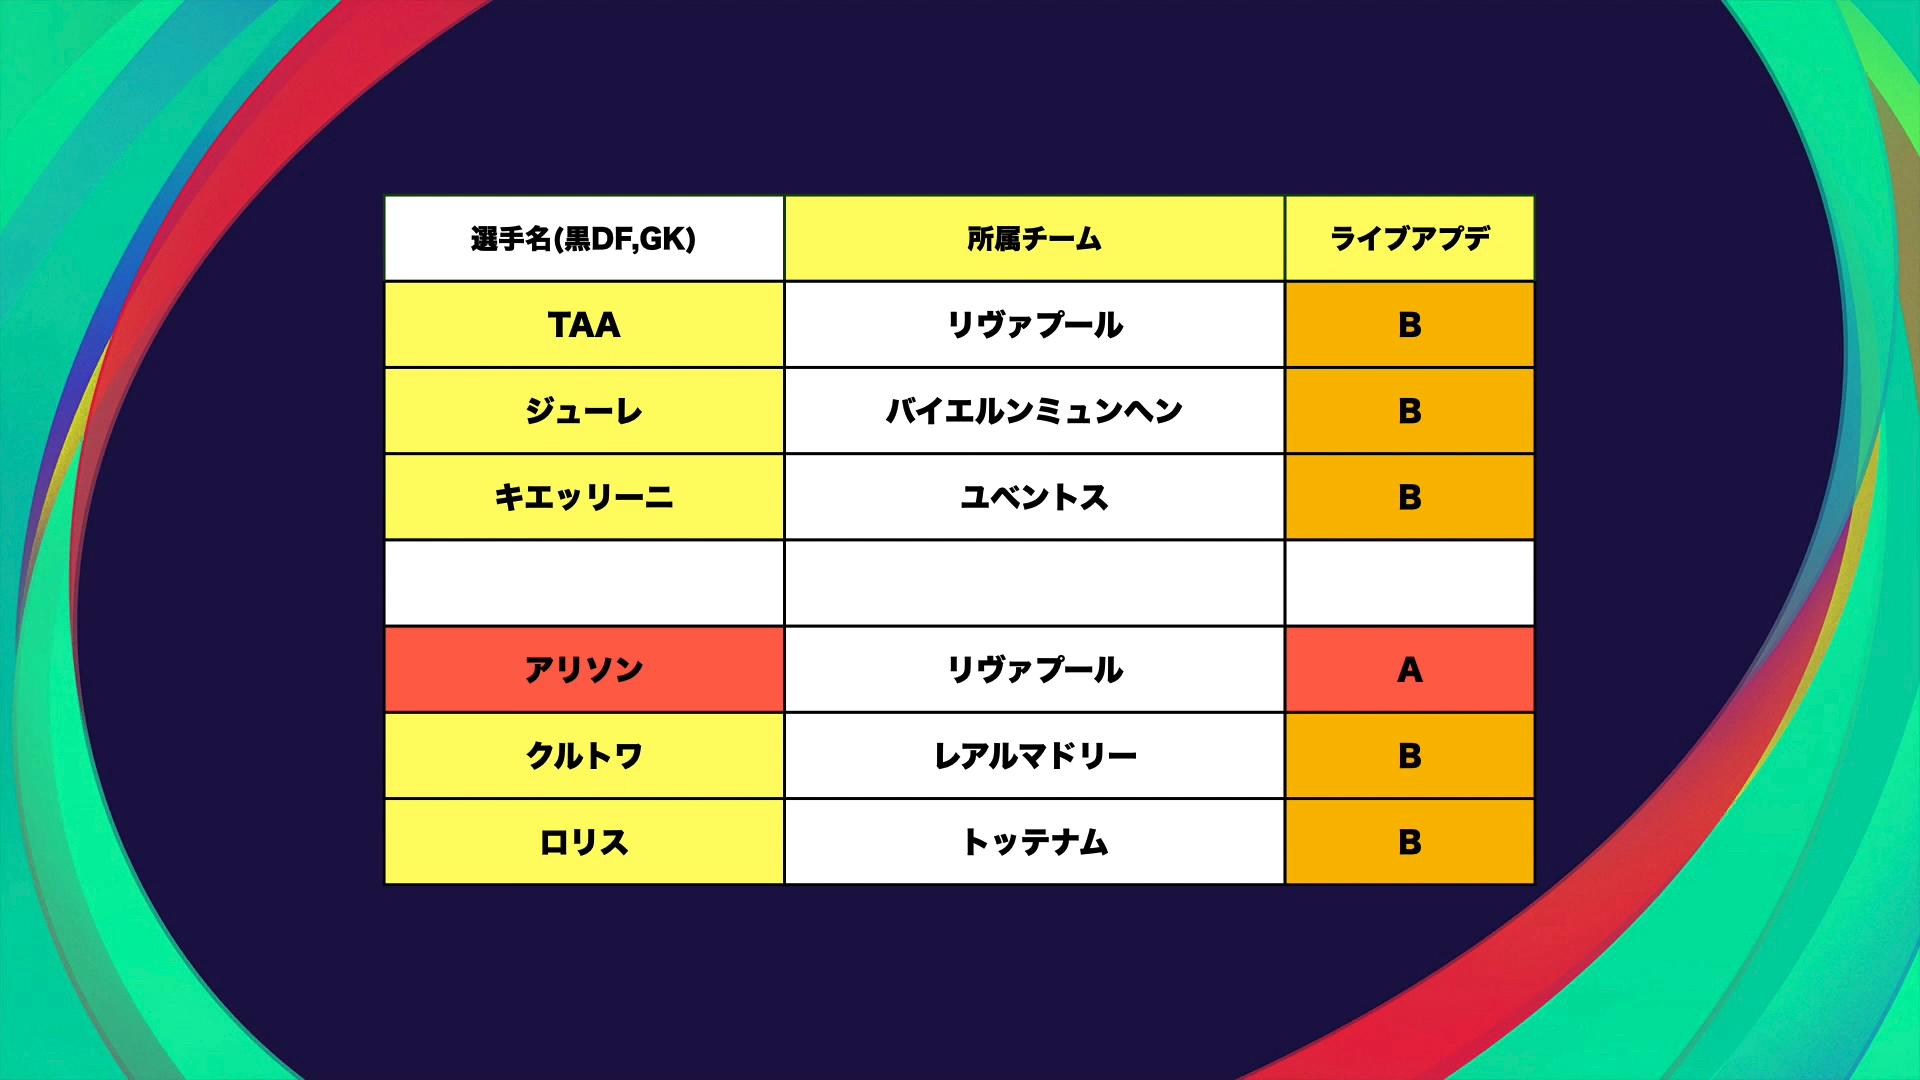 選手名(黒DF,GK) 所属チーム ライブアプデ
TAA リヴァプール B
ジューレ バイエルンミュンヘン B
キエッリーニ ユベントス B
アリソン リヴァプール A
クルトワ レアルマドリー B
ロリス トッテナム B